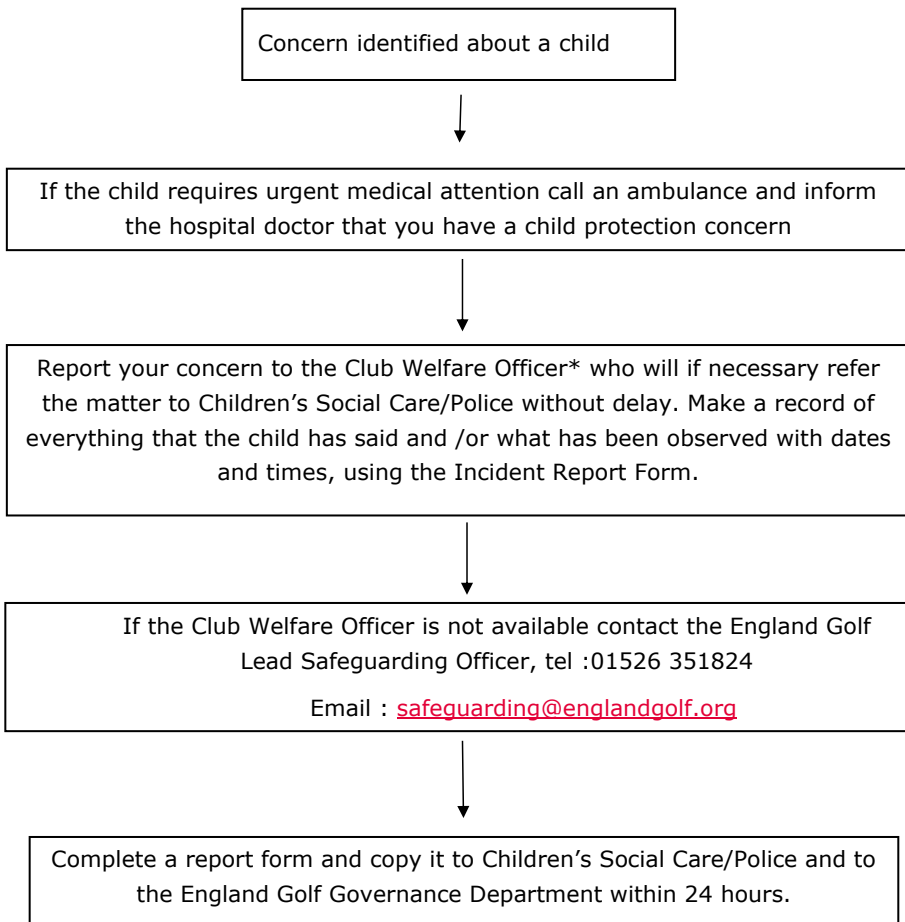 Concern identified about a child
If the child requires urgent medical attention call an ambulance and inform
the hospital doctor that you have a child protection concern
Report your concern to the Club Welfare Officer* who will if necessary refer
the matter to Children’s Social Care/Police without delay. Make a record of
everything that the child has said and /or what has been observed with dates
and times, using the Incident Report Form.
If the Club Welfare Officer is not available contact the England Golf
Lead Safeguarding Officer, tel :01526 351824
Email : safeguarding@englandgolf.org
Complete a report form and copy it to Children’s Social Care/Police and to
the England Golf Governance Department within 24 hours.